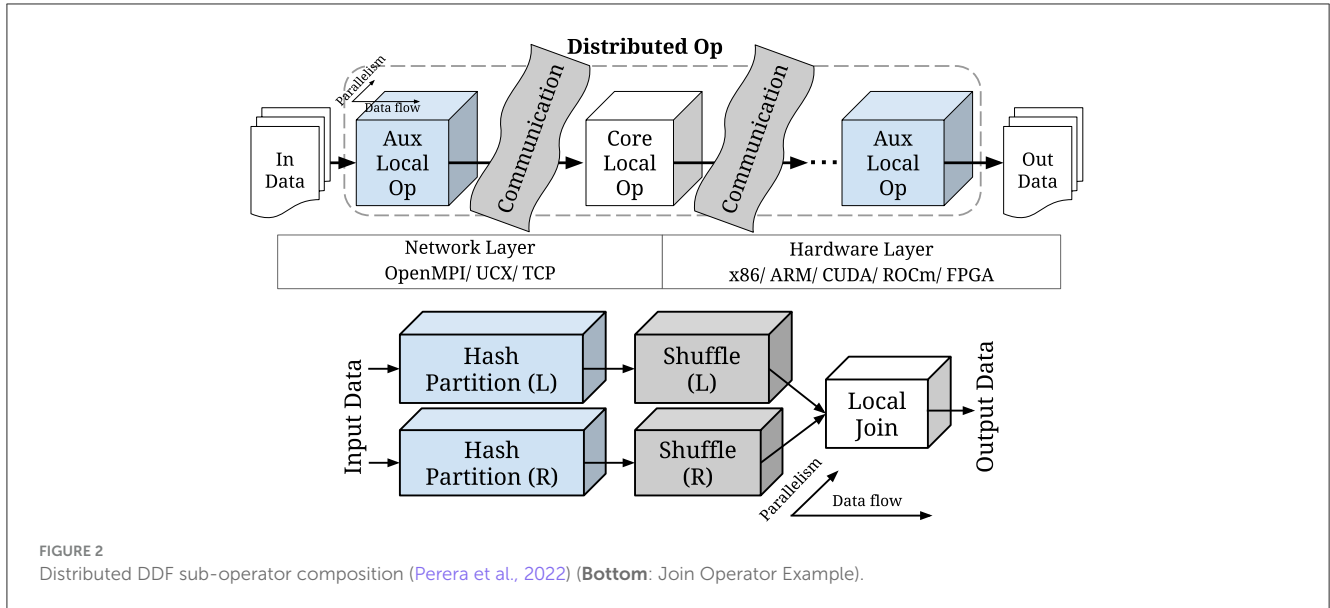 Distributed Op
Parallelism
Data flow
In
Data
Aux
Local
Op
Communication
Core
Local
Op
Communication
Aux
Local
Op
Out
Data
Network Layer
OpenMPI/ UCX/ TCP
Hardware Layer
x86/ ARM/ CUDA/ ROCm/ FPGA
Input Data
Hash
Partition (L)
Shuffle
(L)
Hash
Partition (R)
Shuffle
(R)
Local
Join
Output Data
Parallelism
Data flow
FIGURE 2
Distributed DDF sub-operator composition (Perera et al., 2022) (Bottom: Join Operator Example).